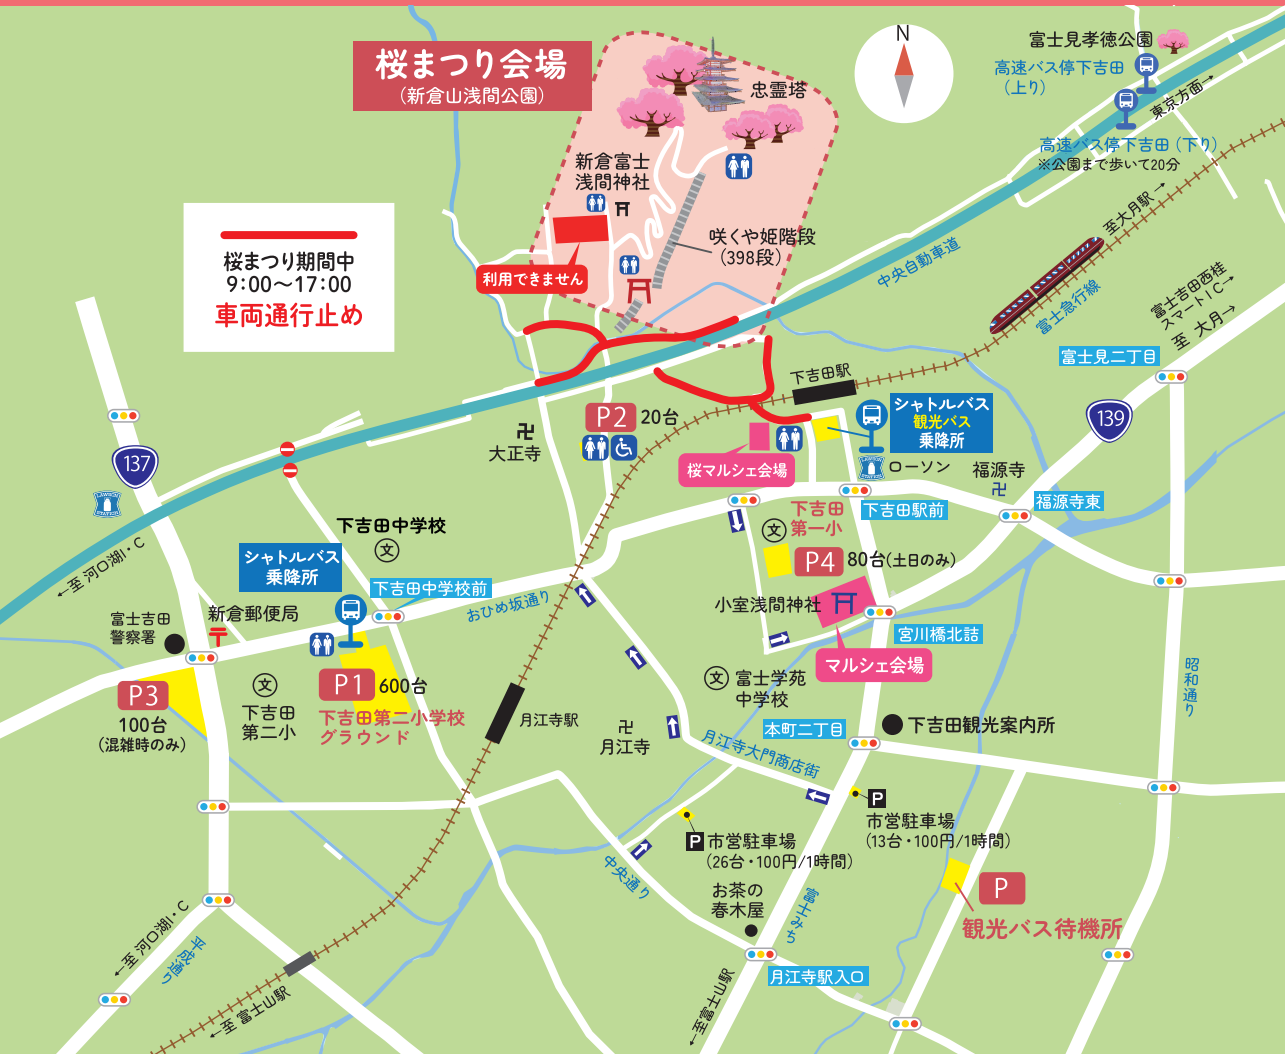 桜まつり会場
（新倉山浅間公園）
N
富士見孝徳公園
高速バス停下吉田
（上り）
東京方面→
高速バス停下吉田（下り）
※公園まで歩いて20分
忠霊塔
新倉富士
浅間神社
咲くや姫階段
（398段）
利用できません
桜まつり期間中
9：00〜17：00
車両通行止め
中央自動車道
至大月駅→
富士急行線
富士吉田西桂
スマートIC→
至 大月→
富士見二丁目
139
下吉田駅
シャトルバス
観光バス
乗降所
LAWSON
STATION
ローソン
福源寺
福源寺東
P2
20台
大正寺
桜マルシェ会場
137
LAWSON
STATION
下吉田
第一小
文
下吉田駅前
P4
80台(土日のみ)
下吉田中学校
文
シャトルバス
乗降所
下吉田中学校前
おひめ坂通り
←至 河口湖I・C
富士吉田
警察署
新倉郵便局
小室浅間神社
宮川橋北詰
マルシェ会場
昭和通り
文
富士学苑
中学校
P3
100台
（混雑時のみ）
文
下吉田
第二小
P1
600台
下吉田第二小学校
グラウンド
月江寺駅
月江寺
本町二丁目
下吉田観光案内所
月江寺大門商店街
P
市営駐車場
（13台・100円/1時間）
P
市営駐車場
（26台・100円/1時間）
中央通り
お茶の
春木屋
富士みち
P
観光バス待機所
月江寺駅入口
←至 河口湖I・C
平成通り
←至 富士山駅
←至富士山駅